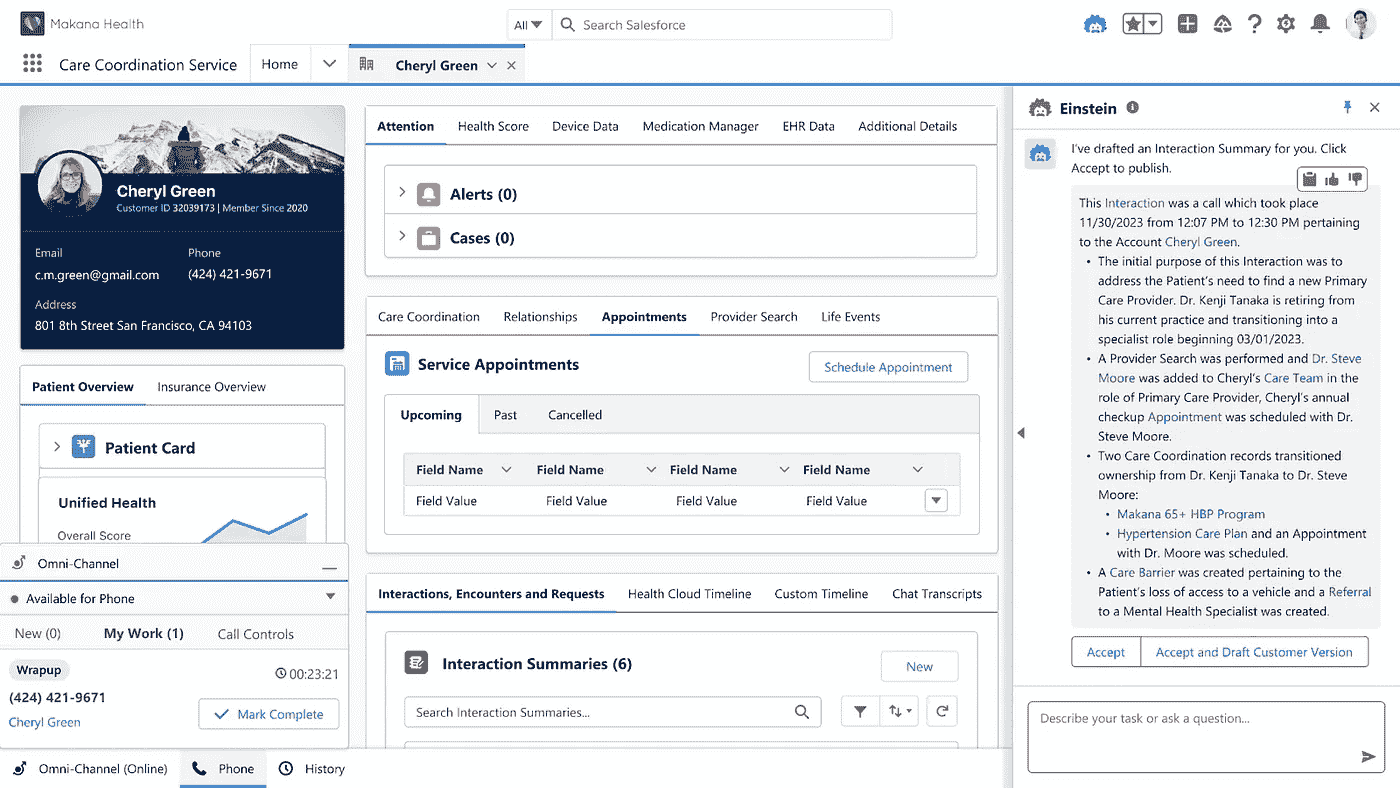 Makana Health
All
Search Salesforce
Care Coordination Service
Home
Cheryl Green
Cheryl Green
Customer ID 32039173 | Member Since 2020
Email
Phone
c.m.green@gmail.com
(424) 421-9671
Address
801 8th Street San Francisco, CA 94103
Patient Overview
Insurance Overview
Patient Card
Unified Health
Overall Score
Omni-Channel
Available for Phone
New (0)
My Work (1)
Call Controls
Wrapup
00:23:21
(424) 421-9671
Cheryl Green
Mark Complete
Omni-Channel (Online)
Phone
History
Attention
Health Score
Device Data
Medication Manager
EHR Data
Additional Details
Alerts (0)
Cases (0)
Care Coordination
Relationships
Appointments
Provider Search
Life Events
Service Appointments
Schedule Appointment
Upcoming
Past
Cancelled
Field Name
Field Name
Field Name
Field Name
Field Value
Field Value
Field Value
Field Value
Interactions, Encounters and Requests
Health Cloud Timeline
Custom Timeline
Chat Transcripts
Interaction Summaries (6)
New
Search Interaction Summaries...
Einstein
I've drafted an Interaction Summary for you. Click
Accept to publish.
This Interaction was a call which took place
11/30/2023 from 12:07 PM to 12:30 PM pertaining
to the Account Cheryl Green.
• The initial purpose of this Interaction was to
address the Patient's need to find a new Primary
Care Provider. Dr. Kenji Tanaka is retiring from
his current practice and transitioning into a
specialist role beginning 03/01/2023.
• A Provider Search was performed and Dr. Steve
Moore was added to Cheryl's Care Team in the
role of Primary Care Provider, Cheryl's annual
checkup Appointment was scheduled with Dr.
Steve Moore.
• Two Care Coordination records transitioned
ownership from Dr. Kenji Tanaka to Dr. Steve
Moore:
• Makana 65+ HBP Program
• Hypertension Care Plan and an Appointment
with Dr. Moore was scheduled.
• A Care Barrier was created pertaining to the
Patient's loss of access to a vehicle and a Referral
to a Mental Health Specialist was created.
Accept
Accept and Draft Customer Version
Describe your task or ask a question...